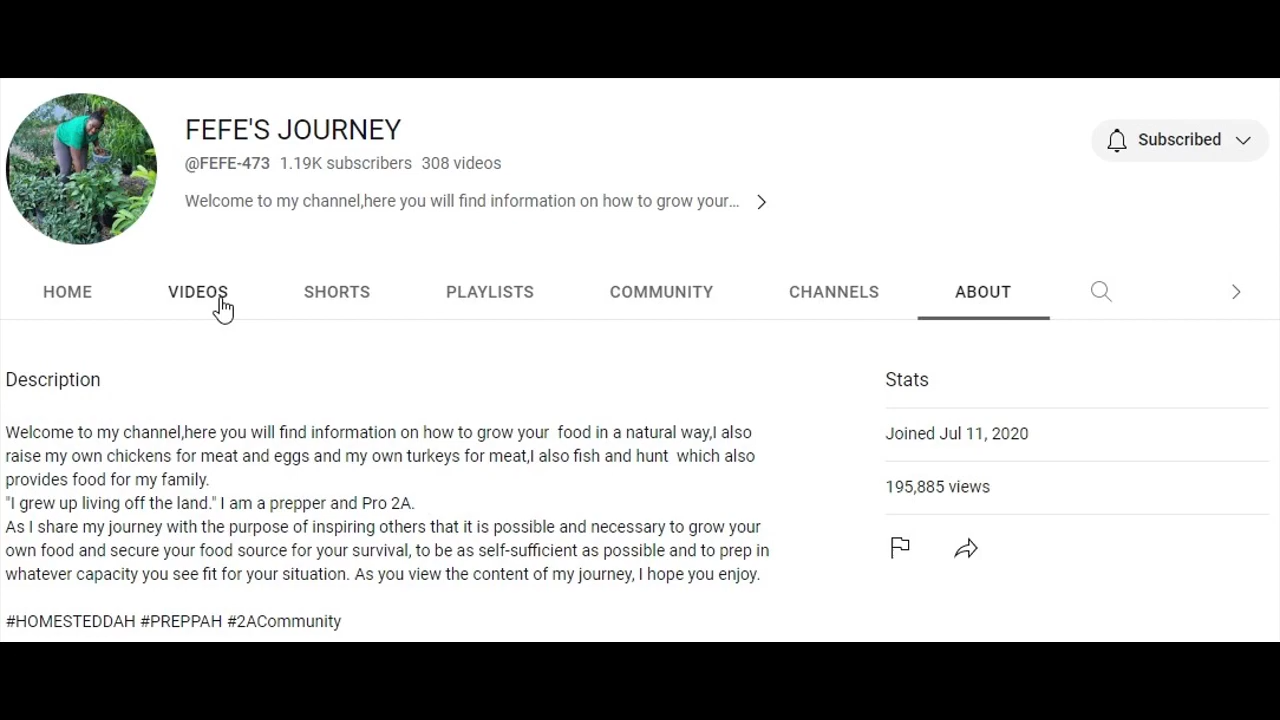 FEFE'S JOURNEY
@FEFE-473 1.19K subscribers 308 videos
Subscribed
Welcome to my channel,here you will find information on how to grow your...
HOME VIDEOS SHORTS PLAYLISTS COMMUNITY CHANNELS ABOUT
Description
Welcome to my channel,here you will find information on how to grow your  food in a natural way,I also
raise my own chickens for meat and eggs and my own turkeys for meat,I also fish and hunt  which also
provides food for my family.
"I grew up living off the land." I am a prepper and Pro 2A.
As I share my journey with the purpose of inspiring others that it is possible and necessary to grow your
own food and secure your food source for your survival, to be as self-sufficient as possible and to prep in
whatever capacity you see fit for your situation. As you view the content of my journey, I hope you enjoy.
#HOMESTEDDAH #PREPPAH #2ACommunity
Stats
Joined Jul 11, 2020
195,885 views